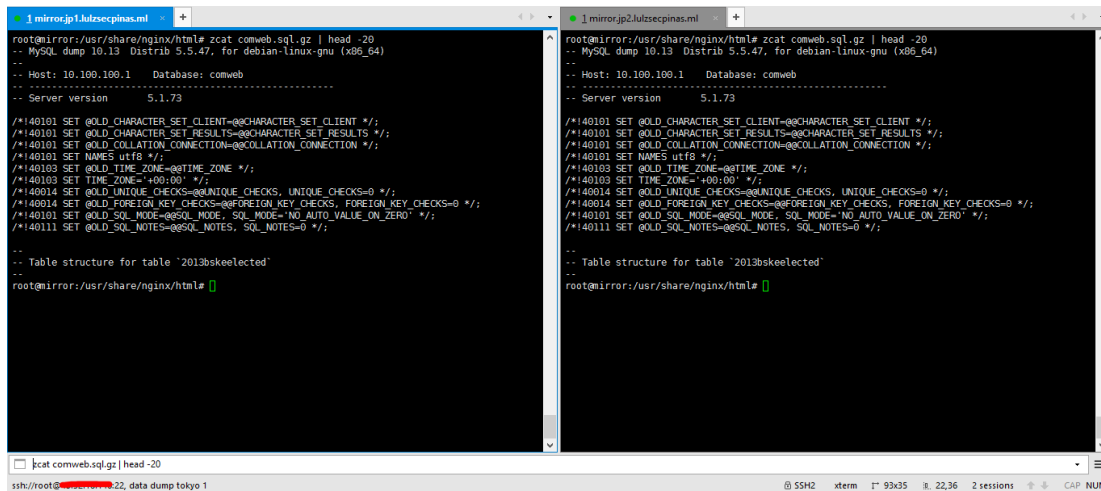 1 mirror.jp1.lulzsecpinas.ml × +
root@mirror:/usr/share/nginx/html# zcat comweb.sql.gz | head -20
-- MySQL dump 10.13  Distrib 5.5.47, for debian-linux-gnu (x86_64)
--
-- Host: 10.100.100.1    Database: comweb
-- ------------------------------------------------------
-- Server version       5.1.73
/*!40101 SET @OLD_CHARACTER_SET_CLIENT=@@CHARACTER_SET_CLIENT */;
/*!40101 SET @OLD_CHARACTER_SET_RESULTS=@@CHARACTER_SET_RESULTS */;
/*!40101 SET @OLD_COLLATION_CONNECTION=@@COLLATION_CONNECTION */;
/*!40101 SET NAMES utf8 */;
/*!40103 SET @OLD_TIME_ZONE=@@TIME_ZONE */;
/*!40103 SET TIME_ZONE='+00:00' */;
/*!40014 SET @OLD_UNIQUE_CHECKS=@@UNIQUE_CHECKS, UNIQUE_CHECKS=0 */;
/*!40014 SET @OLD_FOREIGN_KEY_CHECKS=@@FOREIGN_KEY_CHECKS, FOREIGN_KEY_CHECKS=0 */;
/*!40101 SET @OLD_SQL_MODE=@@SQL_MODE, SQL_MODE='NO_AUTO_VALUE_ON_ZERO' */;
/*!40111 SET @OLD_SQL_NOTES=@@SQL_NOTES, SQL_NOTES=0 */;
--
-- Table structure for table `2013bskeelected`
--
root@mirror:/usr/share/nginx/html#
1 mirror.jp2.lulzsecpinas.ml × +
root@mirror:/usr/share/nginx/html# zcat comweb.sql.gz | head -20
-- MySQL dump 10.13  Distrib 5.5.47, for debian-linux-gnu (x86_64)
--
-- Host: 10.100.100.1    Database: comweb
-- ------------------------------------------------------
-- Server version       5.1.73
/*!40101 SET @OLD_CHARACTER_SET_CLIENT=@@CHARACTER_SET_CLIENT */;
/*!40101 SET @OLD_CHARACTER_SET_RESULTS=@@CHARACTER_SET_RESULTS */;
/*!40101 SET @OLD_COLLATION_CONNECTION=@@COLLATION_CONNECTION */;
/*!40101 SET NAMES utf8 */;
/*!40103 SET @OLD_TIME_ZONE=@@TIME_ZONE */;
/*!40103 SET TIME_ZONE='+00:00' */;
/*!40014 SET @OLD_UNIQUE_CHECKS=@@UNIQUE_CHECKS, UNIQUE_CHECKS=0 */;
/*!40014 SET @OLD_FOREIGN_KEY_CHECKS=@@FOREIGN_KEY_CHECKS, FOREIGN_KEY_CHECKS=0 */;
/*!40101 SET @OLD_SQL_MODE=@@SQL_MODE, SQL_MODE='NO_AUTO_VALUE_ON_ZERO' */;
/*!40111 SET @OLD_SQL_NOTES=@@SQL_NOTES, SQL_NOTES=0 */;
--
-- Table structure for table `2013bskeelected`
--
root@mirror:/usr/share/nginx/html#
zcat comweb.sql.gz | head -20
ssh://root@ :22, data dump tokyo 1 SSH2 xterm 93x35 22,36 2 sessions CAP NUM